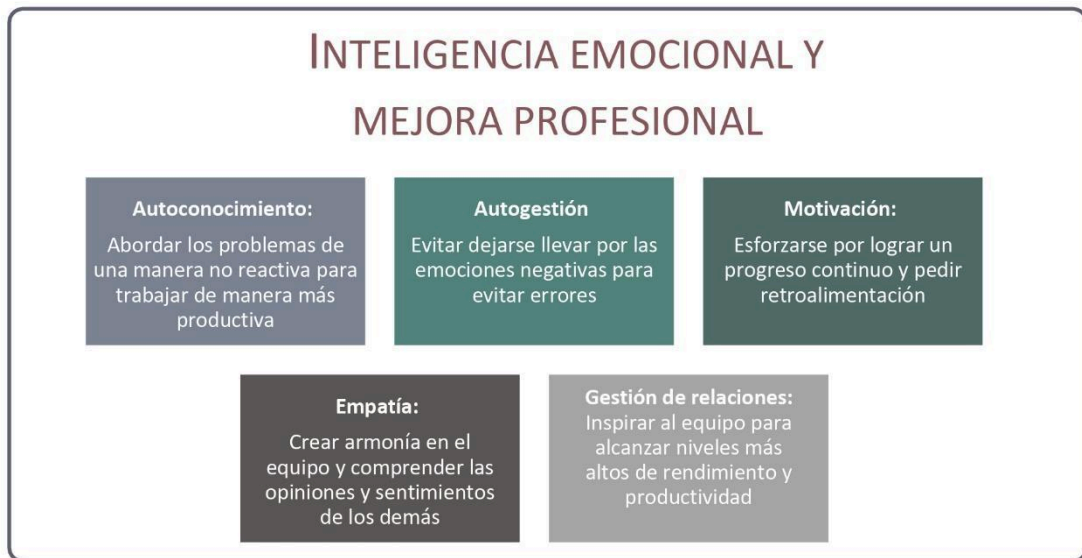 INTELIGENCIA EMOCIONAL Y
MEJORA PROFESIONAL
Autoconocimiento:
Abordar los problemas de
una manera no reactiva para
trabajar de manera más
productiva
Autogestión
Evitar dejarse llevar por las
emociones negativas para
evitar errores
Motivación:
Esforzarse por lograr un
progreso continuo y pedir
retroalimentación
Empatía:
Crear armonía en el
equipo y comprender las
opiniones y sentimientos
de los demás
Gestión de relaciones:
Inspirar al equipo para
alcanzar niveles más
altos de rendimiento y
productividad